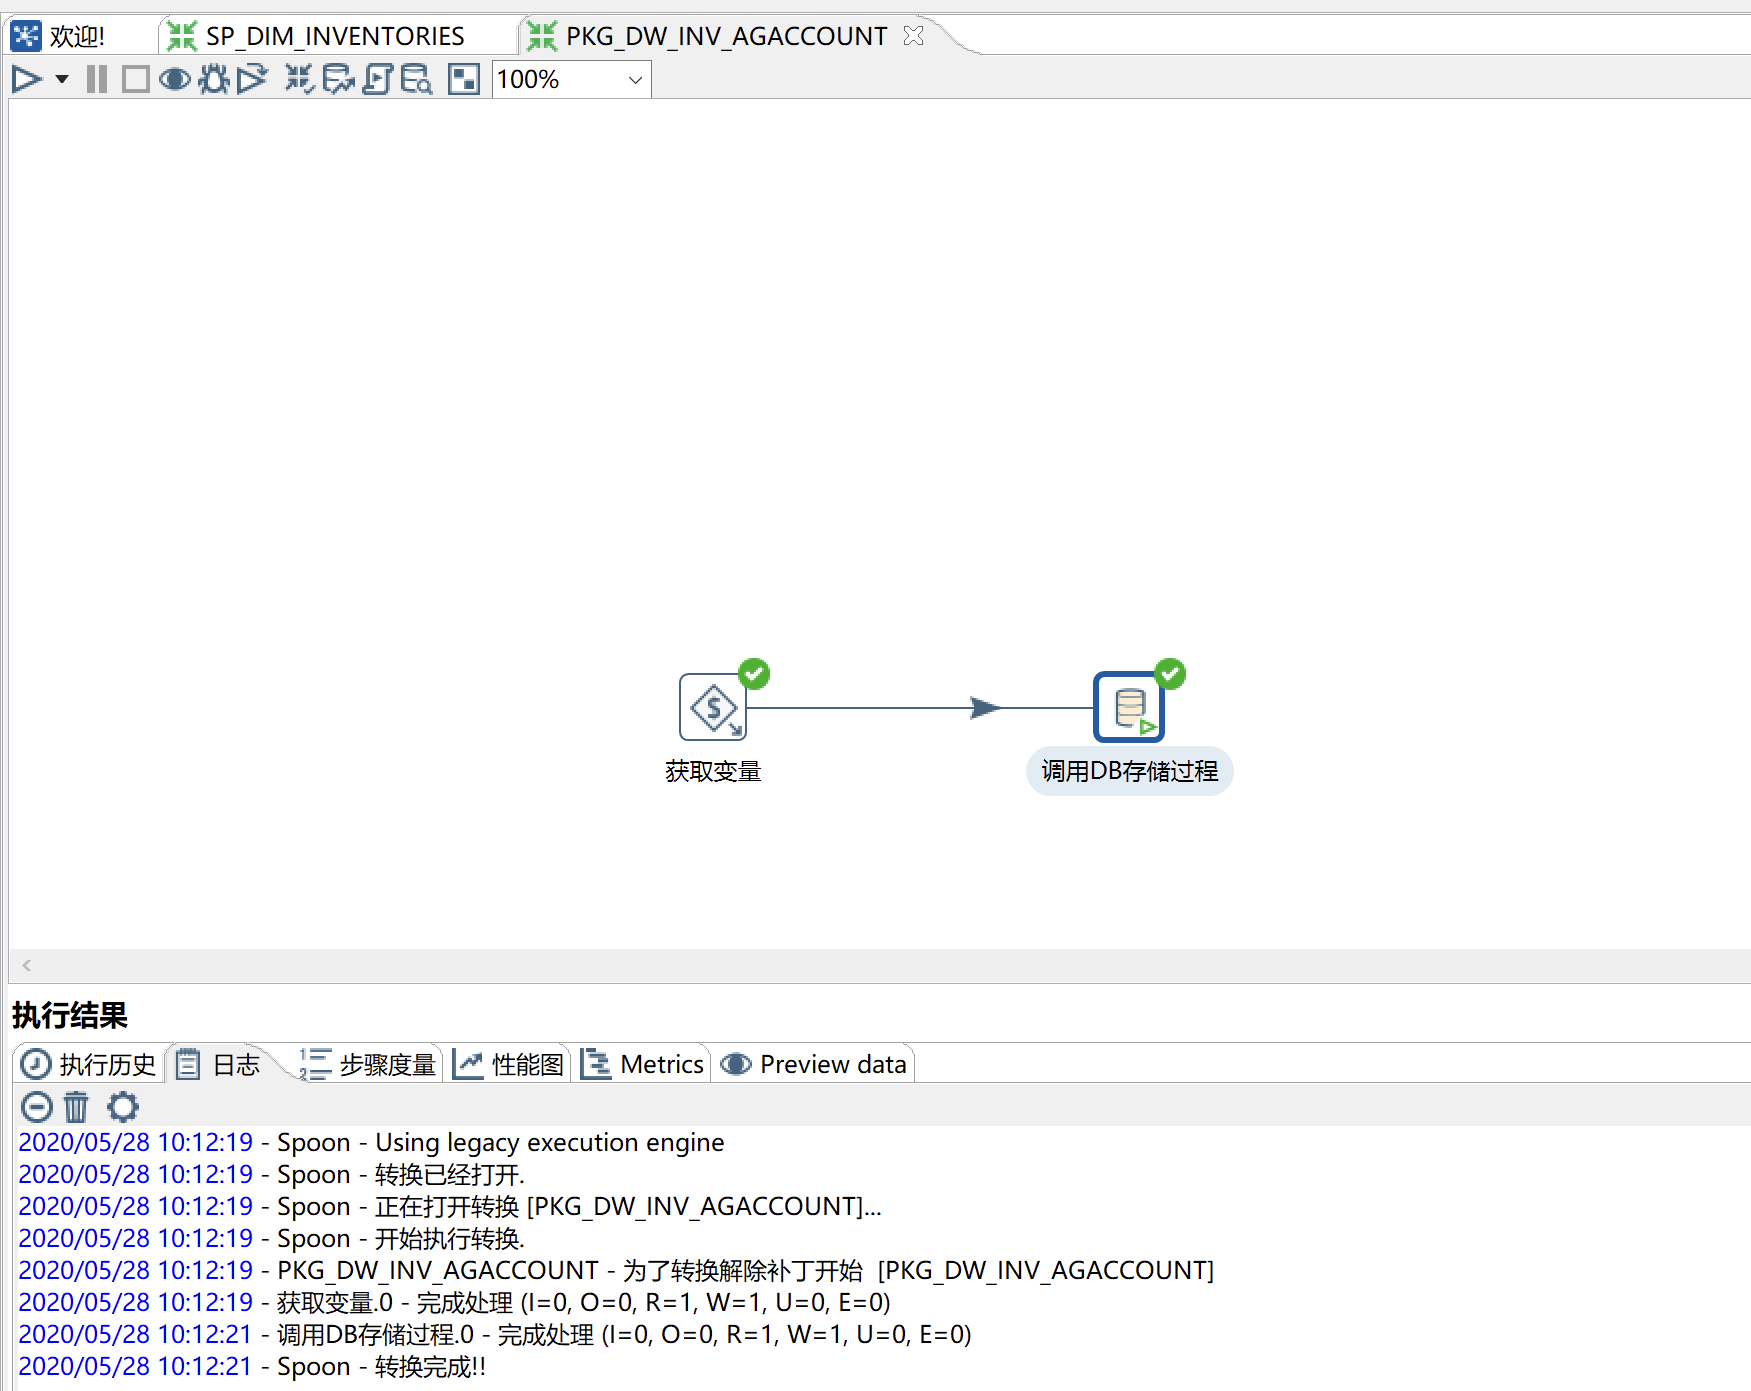 欢迎! SP_DIM_INVENTORIES PKG_DW_INV_AGACCOUNT
100%
获取变量 调用DB存储过程
执行结果
执行历史 日志 步骤度量 性能图 Metrics Preview data
2020/05/28 10:12:19 - Spoon - Using legacy execution engine
2020/05/28 10:12:19 - Spoon - 转换已经打开.
2020/05/28 10:12:19 - Spoon - 正在打开转换 [PKG_DW_INV_AGACCOUNT]...
2020/05/28 10:12:19 - Spoon - 开始执行转换.
2020/05/28 10:12:19 - PKG_DW_INV_AGACCOUNT - 为了转换解除补丁开始  [PKG_DW_INV_AGACCOUNT]
2020/05/28 10:12:19 - 获取变量.0 - 完成处理 (I=0, O=0, R=1, W=1, U=0, E=0)
2020/05/28 10:12:21 - 调用DB存储过程.0 - 完成处理 (I=0, O=0, R=1, W=1, U=0, E=0)
2020/05/28 10:12:21 - Spoon - 转换完成!!